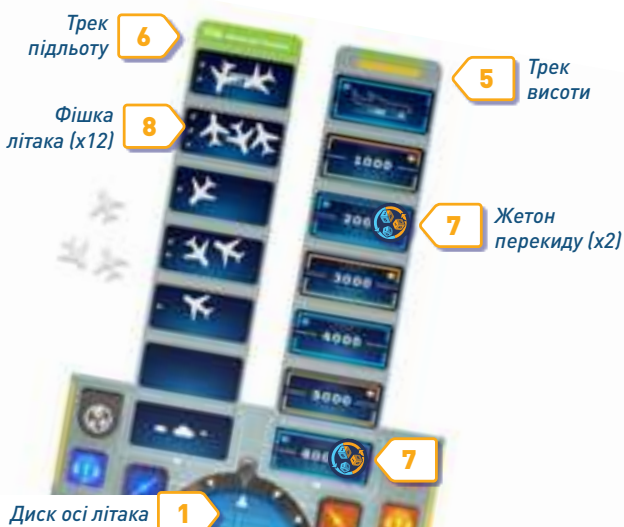 Трек
підльоту
6
Фішка
літака (x12)
8
5
Трек
висоти
1000
7
Жетон
перекиду (x2)
3000
4000
5000
7
Диск осі літака
1